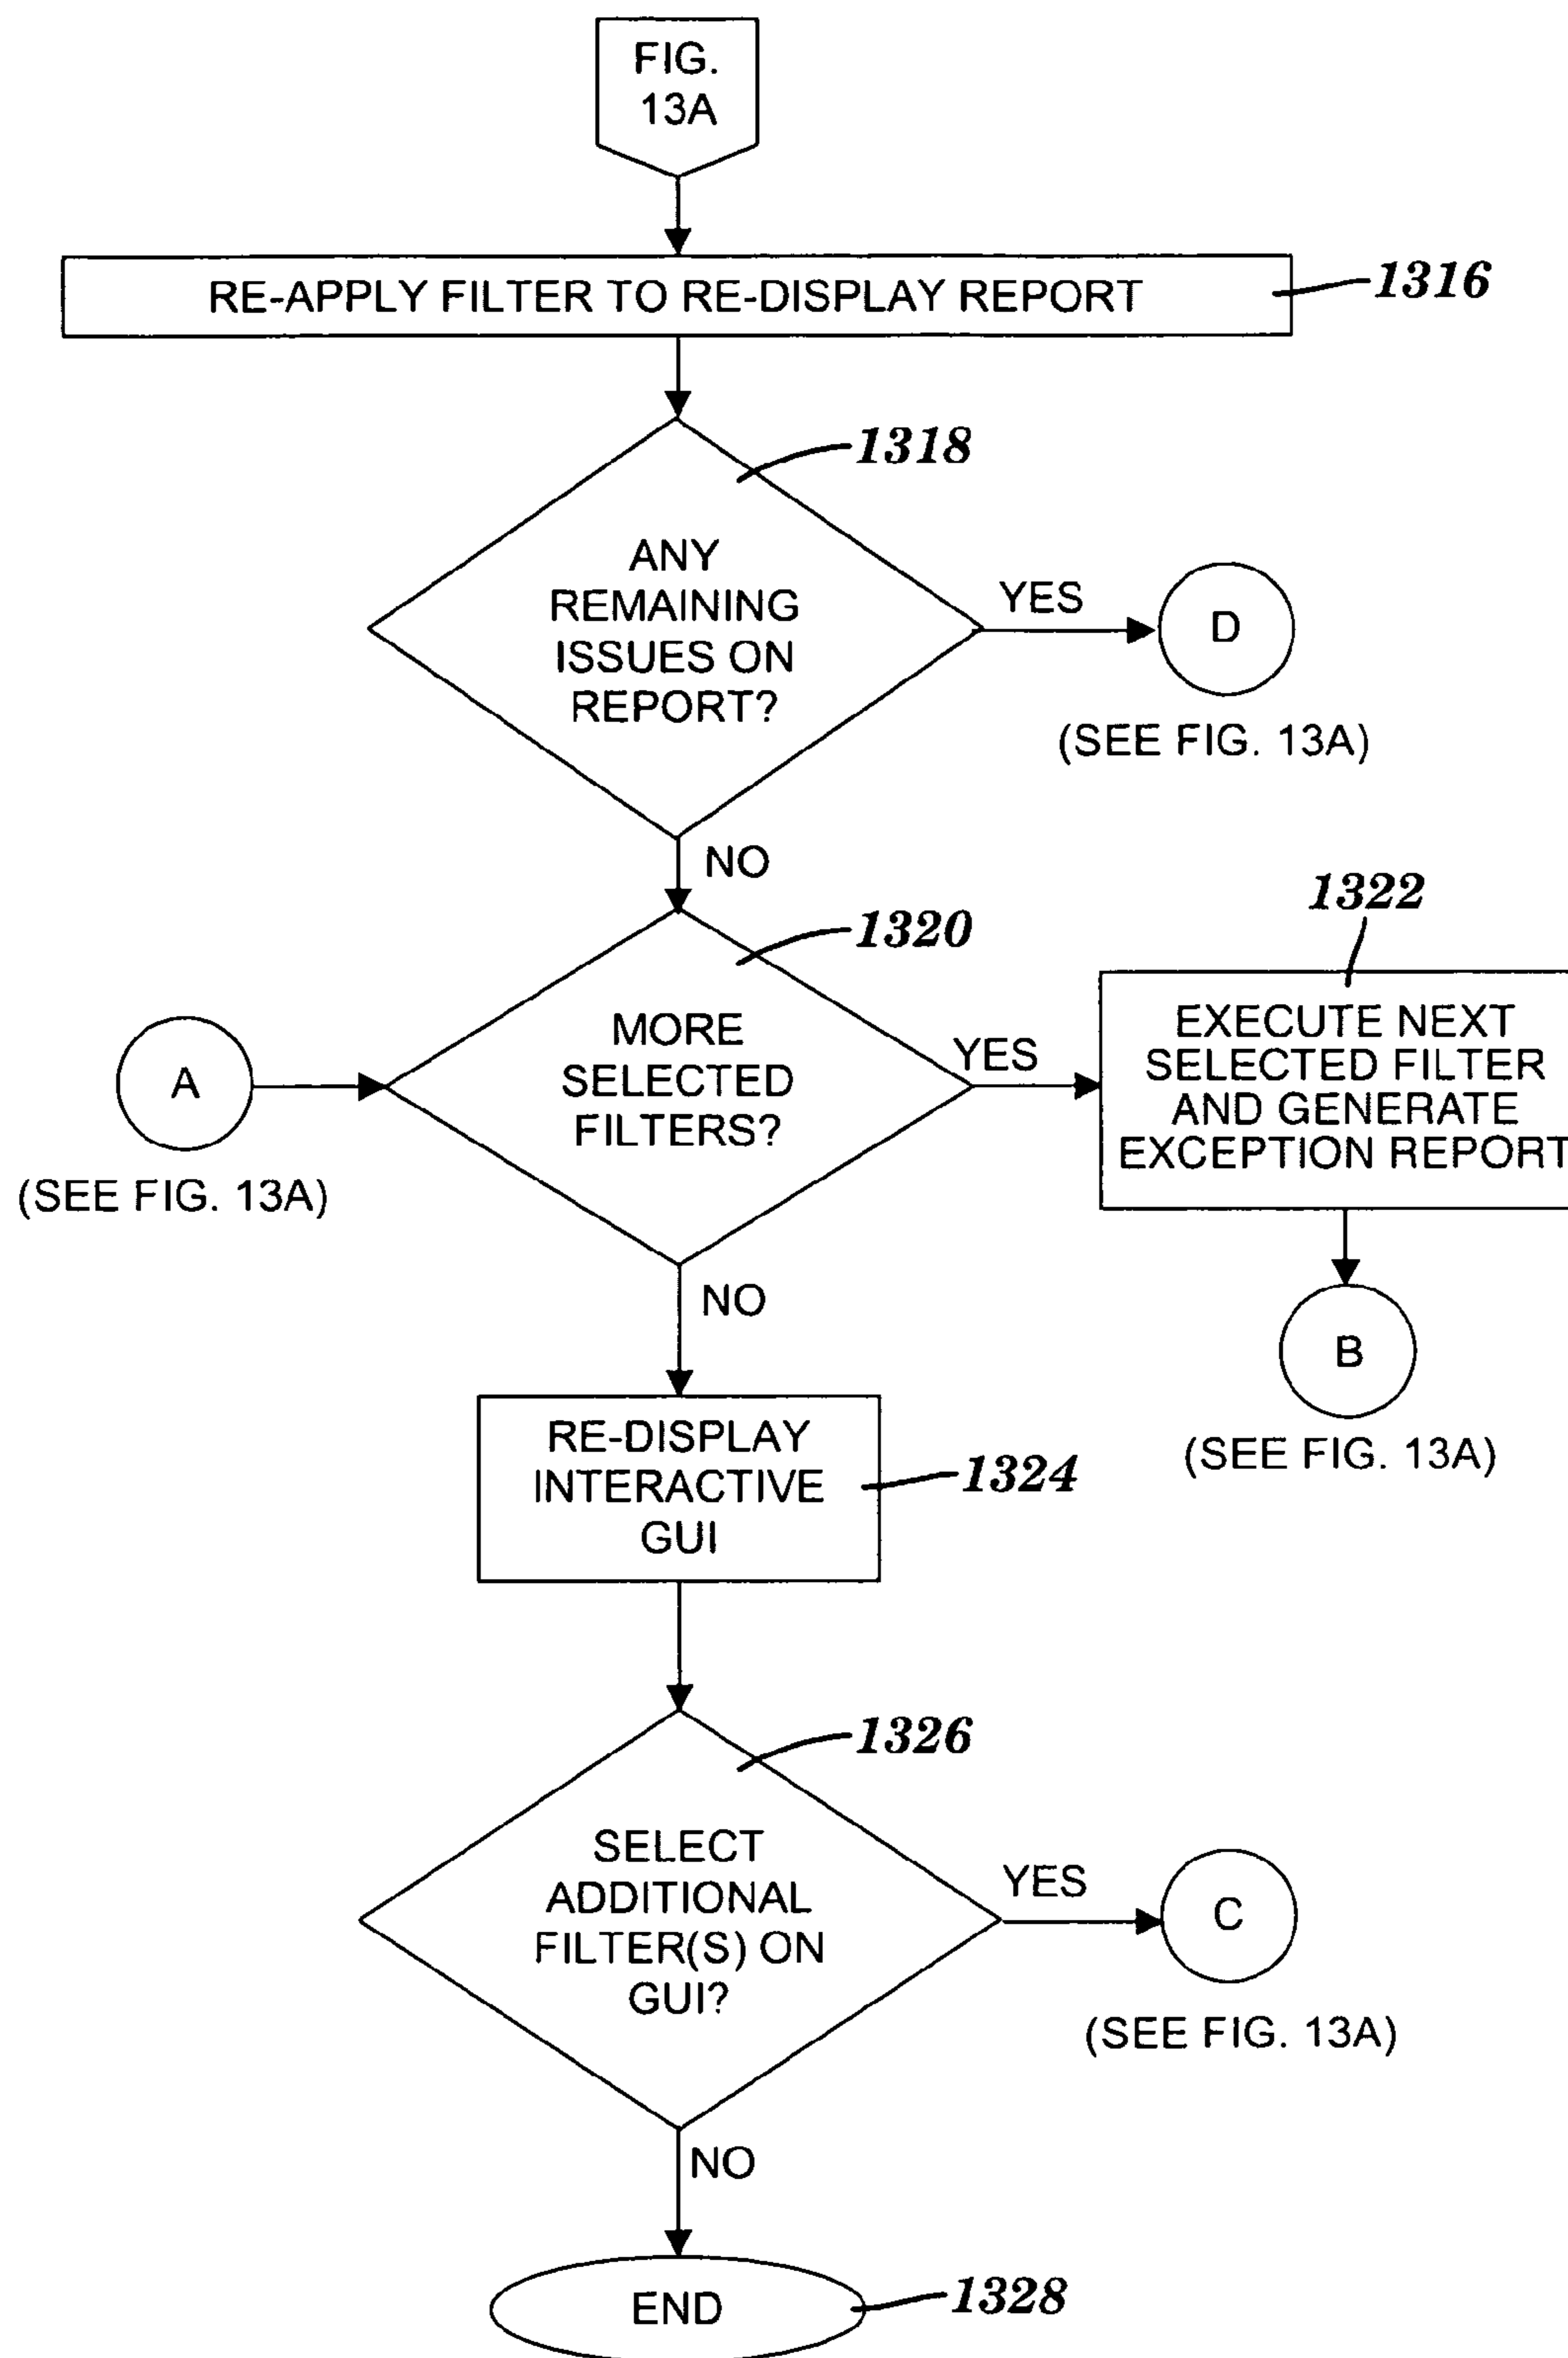 FIG.
13A
RE-APPLY FILTER TO RE-DISPLAY REPORT
1316
1318
ANY
REMAINING
ISSUES ON
REPORT?
YES
D
(SEE FIG. 13A)
NO
1320
1322
MORE
SELECTED
FILTERS?
A
(SEE FIG. 13A)
YES
EXECUTE NEXT
SELECTED FILTER
AND GENERATE
EXCEPTION REPORT
NO
B
(SEE FIG. 13A)
RE-DISPLAY
INTERACTIVE
GUI
1324
1326
SELECT
ADDITIONAL
FILTER(S) ON
GUI?
YES
C
(SEE FIG. 13A)
NO
END
1328